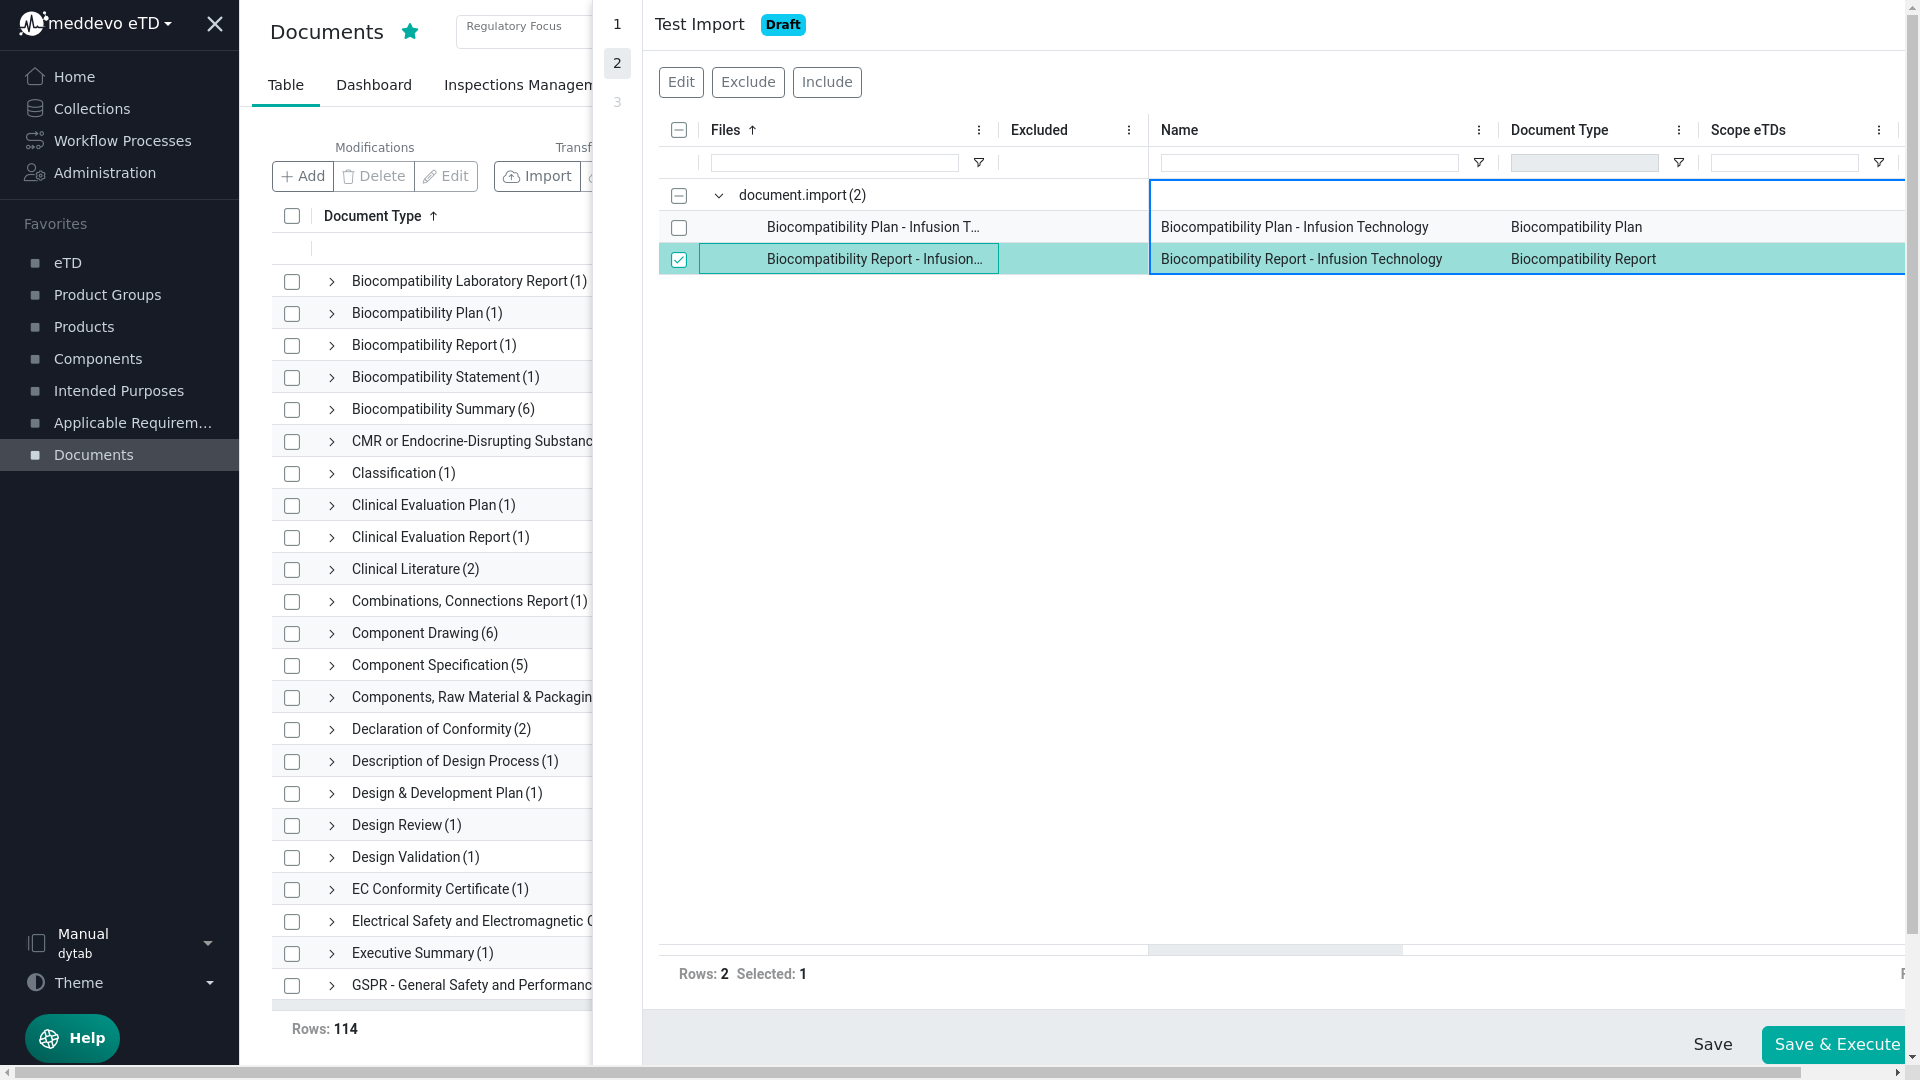 meddevo eTD
Home
Collections
Workflow Processes
Administration
Favorites
eTD
Product Groups
Products
Components
Intended Purposes
Applicable Requirem...
Documents
Manual
dytab
Theme
Help
Documents
Regulatory Focus
Table
Dashboard
Inspections Managem
Modifications
Transf
Add
Delete
Edit
Import
Document Type
Biocompatibility Laboratory Report (1)
Biocompatibility Plan (1)
Biocompatibility Report (1)
Biocompatibility Statement (1)
Biocompatibility Summary (6)
CMR or Endocrine-Disrupting Substanc
Classification (1)
Clinical Evaluation Plan (1)
Clinical Evaluation Report (1)
Clinical Literature (2)
Combinations, Connections Report (1)
Component Drawing (6)
Component Specification (5)
Components, Raw Material & Packagin
Declaration of Conformity (2)
Description of Design Process (1)
Design & Development Plan (1)
Design Review (1)
Design Validation (1)
EC Conformity Certificate (1)
Electrical Safety and Electromagnetic C
Executive Summary (1)
GSPR - General Safety and Performanc
Rows: 114
1
2
3
Test Import
Draft
Edit
Exclude
Include
Files
Excluded
Name
Document Type
Scope eTDs
document.import (2)
Biocompatibility Plan - Infusion T...
Biocompatibility Plan - Infusion Technology
Biocompatibility Plan
Biocompatibility Report - Infusion...
Biocompatibility Report - Infusion Technology
Biocompatibility Report
Rows: 2 Selected: 1
Save
Save & Execute